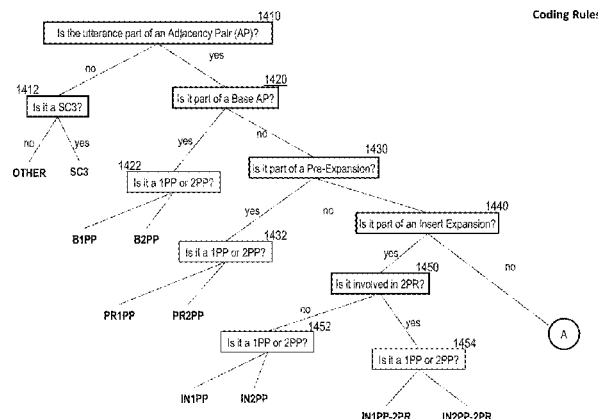 Coding Rules
1410
Is the utterance part of an Adjacency Pair (AP)?
no
yes
1412
Is it a SC3?
1420
Is it part of a Base AP?
no
yes
OTHER
SC3
yes
no
1422
Is it a 1PP or 2PP?
1430
Is it part of a Pre-Expansion?
B1PP
B2PP
yes
no
1432
Is it a 1PP or 2PP?
1440
Is it part of an Insert Expansion?
yes
no
1450
Is it involved in 2PR?
PR1PP
PR2PP
no
yes
1452
Is it a 1PP or 2PP?
1454
Is it a 1PP or 2PP?
A
IN1PP
IN2PP
IN1PP-2PR
IN2PP-2PR